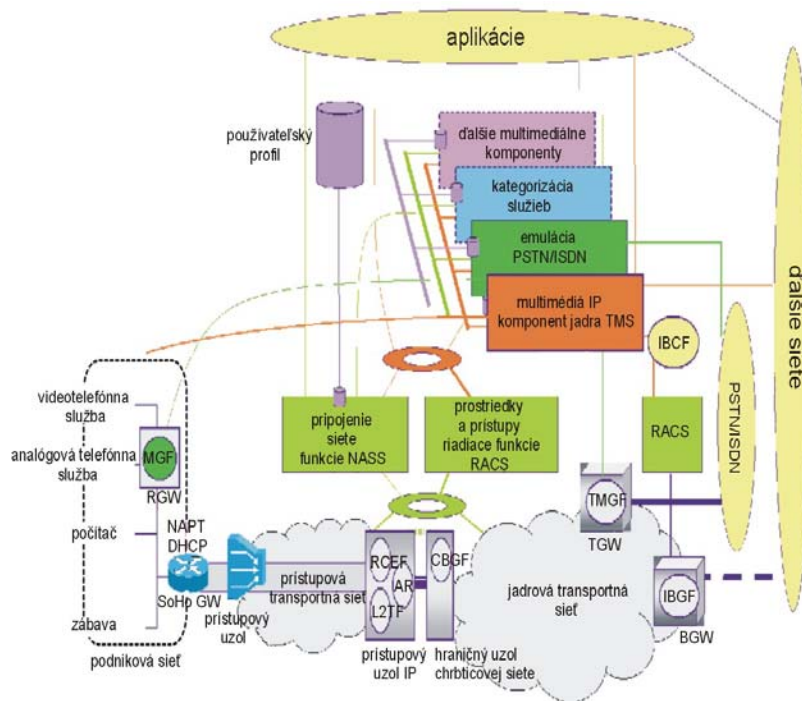 aplikácie
používateľský
profil
ďalšie multimediálne
komponenty
kategorizácia
služieb
emulácia
PSTN/ISDN
multimédiá IP
komponent jadra TMS
IBCF
ďalšie siete
PSTN/ISDN
videotelefónna
služba
analógová telefónna
služba
MGF
RGW
pripojenie
siete
funkcie NASS
prostriedky
a prístupy
riadiace funkcie
RACS
RACS
TMGF
TGW
počítač
NAPT
DHCP
SoHo GW
prístupový
uzol
prístupová
transportná sieť
RCEF
AR
L2TF
CBGF
jadrová transportná
sieť
IBGF
BGW
zábava
podniková sieť
prístupový
uzol IP
hraničný uzol
chrbticovej siete